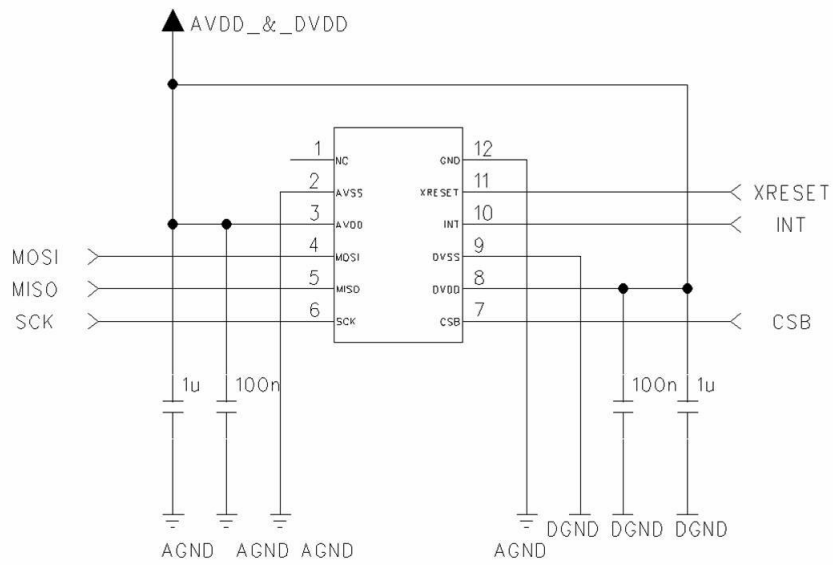 AVDD_&_DVDD
1 NC GND 12
2 AVSS XRESET 11 XRESET
3 AVDD INT 10 INT
MOSI 4 MOSI DVSS 9
MISO 5 MISO DVDD 8
SCK 6 SCK CSB 7 CSB
1u 100n 100n 1u
DGND DGND DGND
AGND AGND AGND AGND